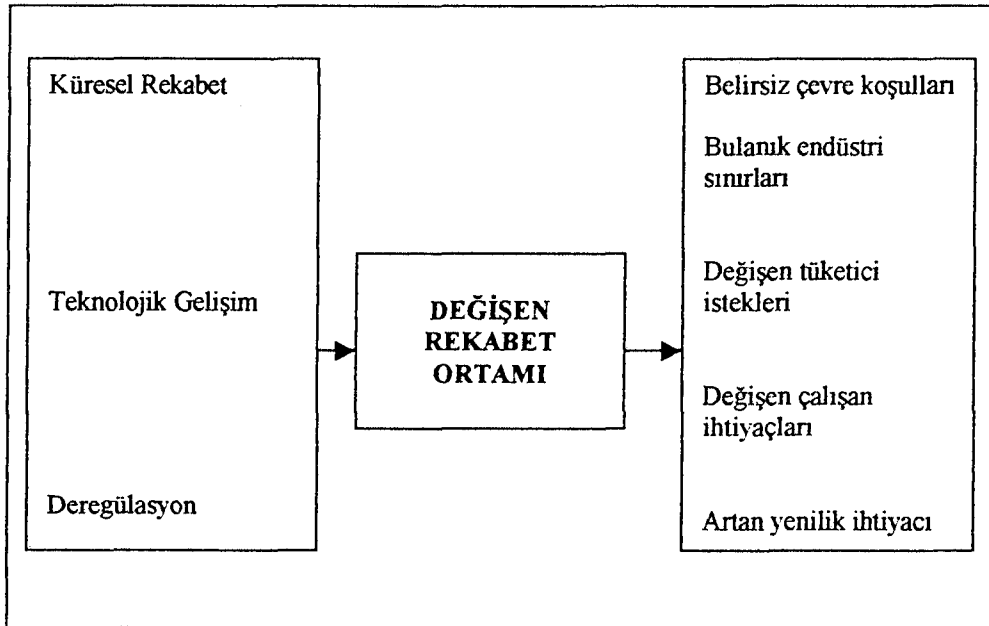 Küresel Rekabet
Teknolojik Gelişim
Deregülasyon
DEĞİŞEN
REKABET
ORTAMI
Belirsiz çevre koşulları
Bulanık endüstri
sınırları
Değişen tüketici
istekleri
Değişen çalışan
ihtiyaçları
Artan yenilik ihtiyacı